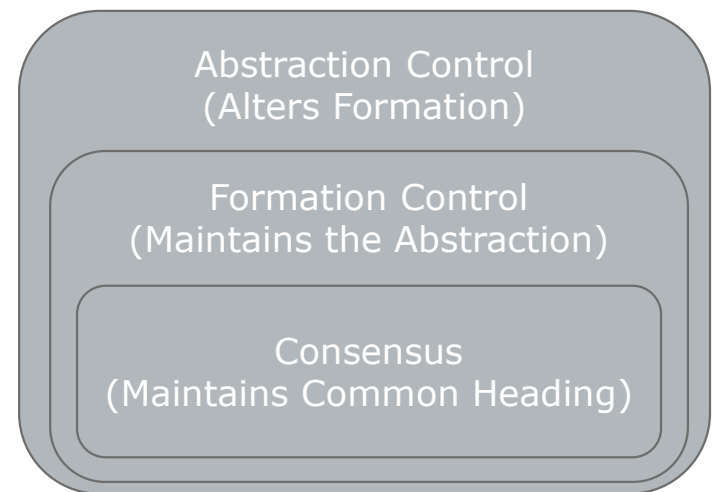 Abstraction Control
(Alters Formation)
Formation Control
(Maintains the Abstraction)
Consensus
(Maintains Common Heading)